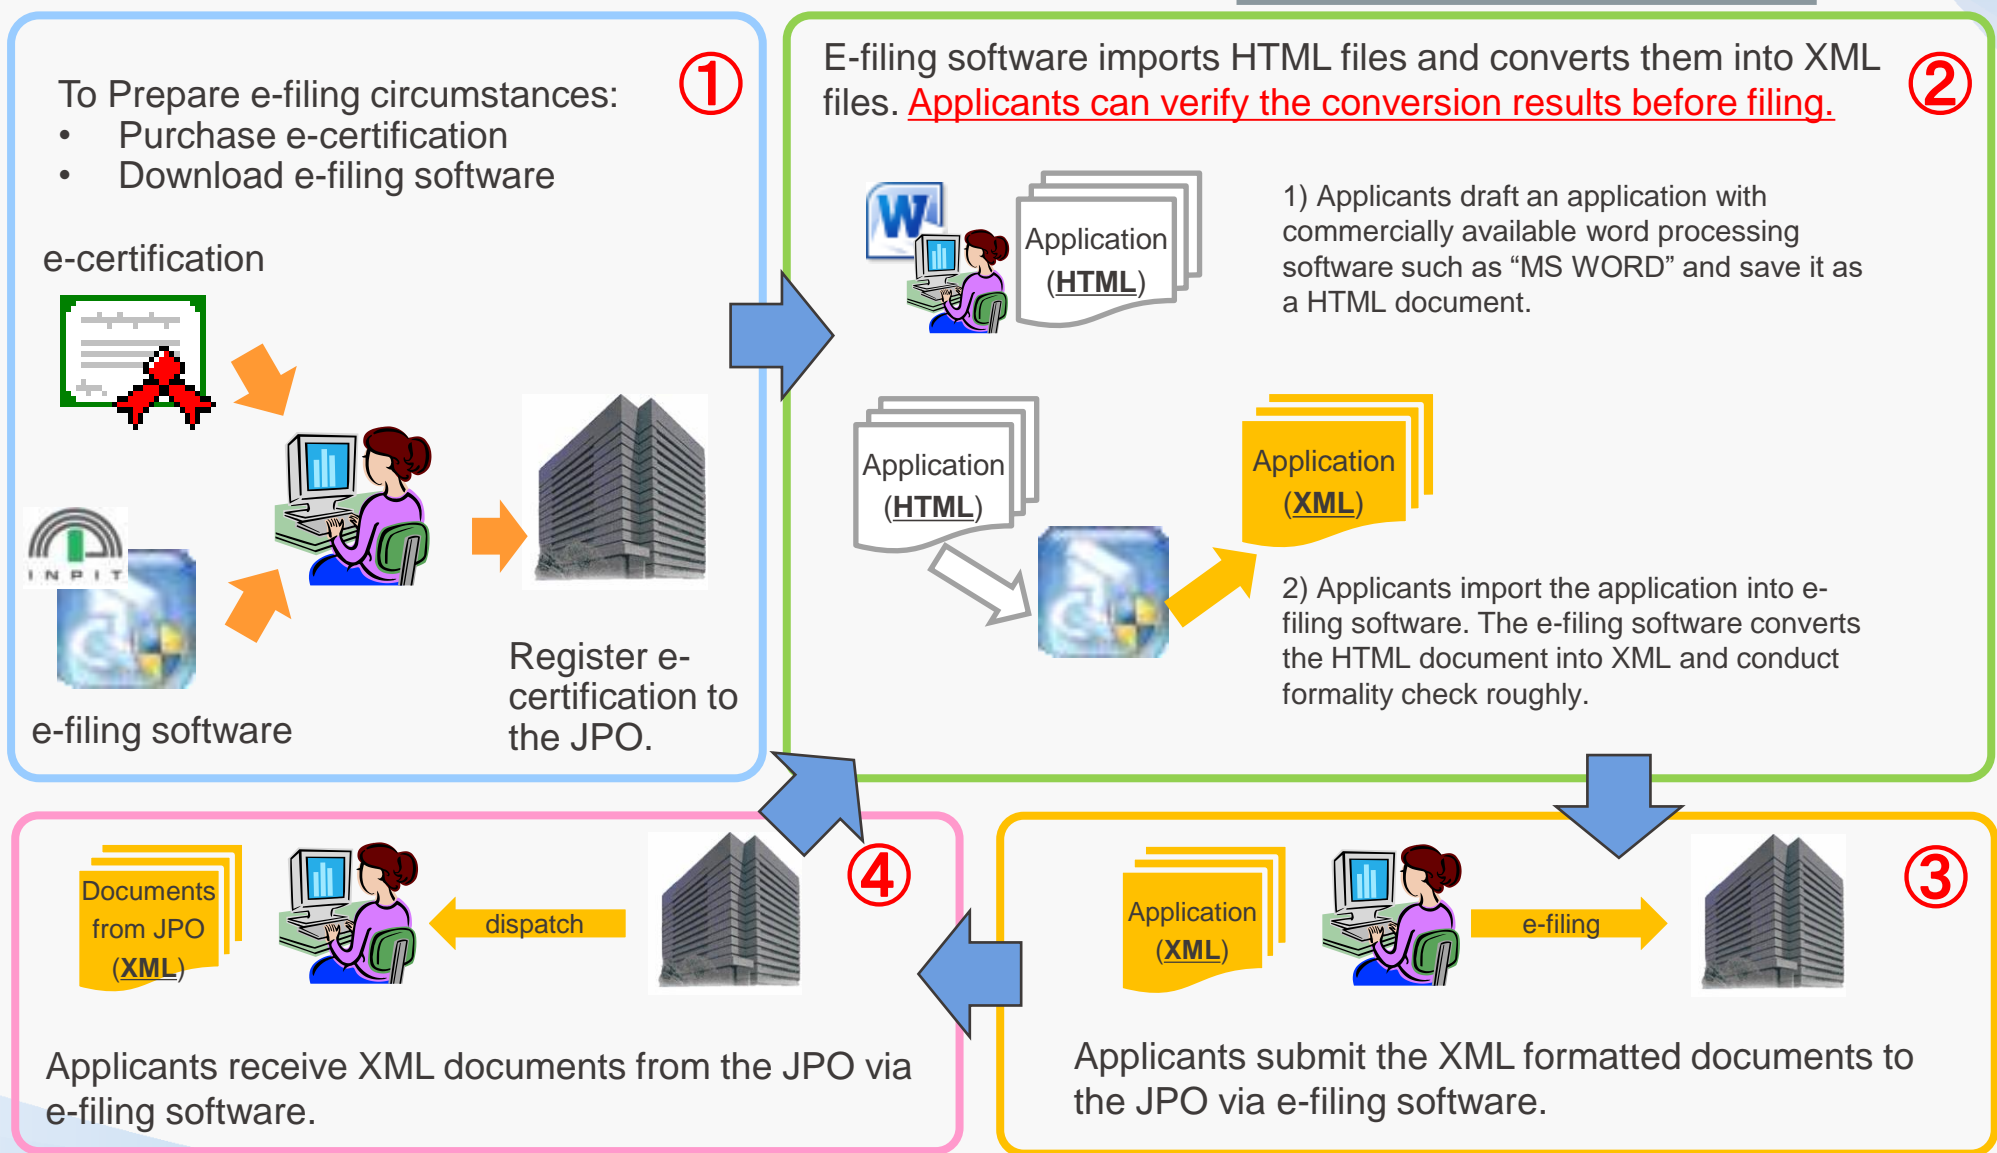 ①
To Prepare e-filing circumstances:
• Purchase e-certification
• Download e-filing software
e-certification
INPIT
e-filing software
Register e-
certification to
the JPO.
②
E-filing software imports HTML files and converts them into XML
files. Applicants can verify the conversion results before filing.
W
Application
(HTML)
1) Applicants draft an application with
commercially available word processing
software such as “MS WORD” and save it as
a HTML document.
Application
(HTML)
Application
(XML)
2) Applicants import the application into e-
filing software. The e-filing software converts
the HTML document into XML and conduct
formality check roughly.
③
Application
(XML)
e-filing
Applicants submit the XML formatted documents to
the JPO via e-filing software.
④
Documents
from JPO
(XML)
dispatch
Applicants receive XML documents from the JPO via
e-filing software.